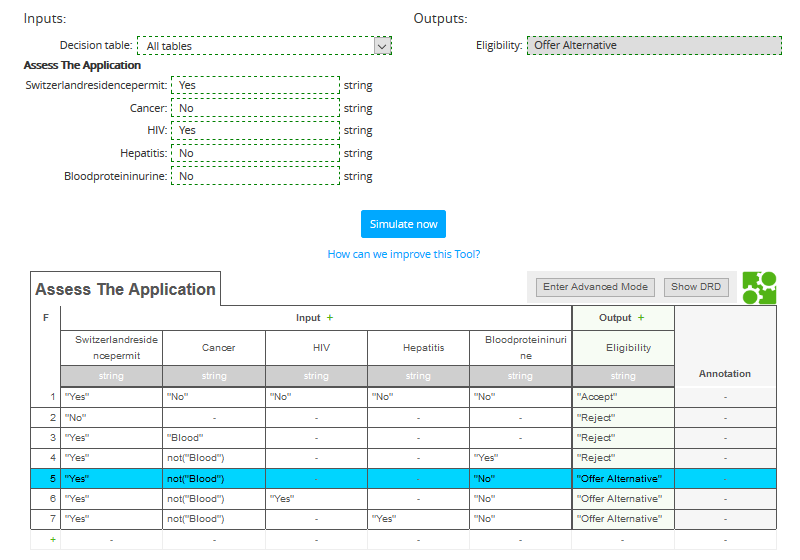 Inputs:
Outputs:
Decision table: All tables
Eligibility: Offer Alternative
Assess The Application
Switzerlandresidencepermit: Yes string
Cancer: No string
HIV: Yes string
Hepatitis: No string
Bloodproteininurine: No string
Simulate now
How can we improve this Tool?
Assess The Application
Enter Advanced Mode Show DRD
F Input + Output + Annotation
Switzerlandreside
ncepermit Cancer HIV Hepatitis Bloodproteininuri
ne Eligibility
string string string string string string
1 "Yes" "No" "No" "No" "No" "Accept" -
2 "No" - - - - "Reject" -
3 "Yes" "Blood" - - - "Reject" -
4 "Yes" not("Blood") - - "Yes" "Reject" -
5 "Yes" not("Blood") - - "No" "Offer Alternative" -
6 "Yes" not("Blood") "Yes" - "No" "Offer Alternative" -
7 "Yes" not("Blood") - "Yes" "No" "Offer Alternative" -
+ - - - - - - -